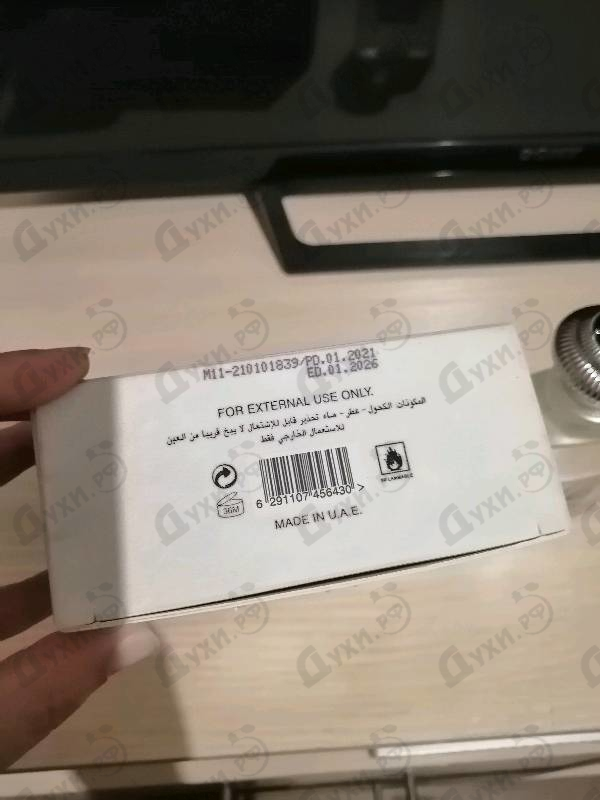 M11-210101839/PD.01.2021
ED.01.2026
FOR EXTERNAL USE ONLY.
المكونات الكحول - عطر - ماء تحذير قابل للاشتعال لا يبخ قريبا من العين
للاستعمال الخارجي فقط
36M
6 291107 456430 >
INFLAMMABLE
MADE IN U.A.E.
Духи.РФ